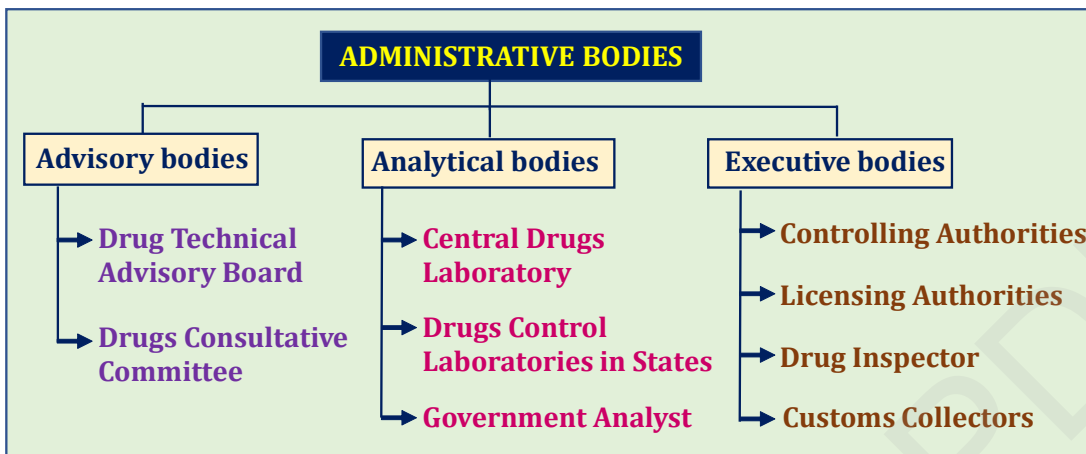 ADMINISTRATIVE BODIES
Advisory bodies
Drug Technical
Advisory Board
Drugs Consultative
Committee
Analytical bodies
Central Drugs
Laboratory
Drugs Control
Laboratories in States
Government Analyst
Executive bodies
Controlling Authorities
Licensing Authorities
Drug Inspector
Customs Collectors